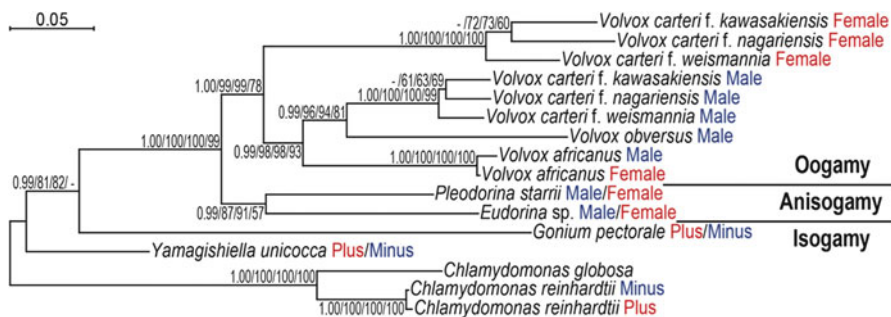 0.05
- /72/73/60
Volvox carteri f. kawasakiensis Female
1.00/100/100/100
Volvox carteri f. nagariensis Female
Volvox carteri f. weismannia Female
1.00/99/99/78
- /61/63/69
Volvox carteri f. kawasakiensis Male
1.00/100/100/99
Volvox carteri f. nagariensis Male
0.99/96/94/81
Volvox carteri f. weismannia Male
1.00/100/100/99
Volvox obversus Male
0.99/98/98/93
1.00/100/100/100
Volvox africanus Male
Oogamy
Volvox africanus Female
0.99/81/82/ -
Pleodorina starrii Male/Female
Anisogamy
0.99/87/91/57
Eudorina sp. Male/Female
Gonium pectorale Plus/Minus
Isogamy
Yamagishiella unicocca Plus/Minus
1.00/100/100/100
Chlamydomonas globosa
Chlamydomonas reinhardtii Minus
1.00/100/100/100
Chlamydomonas reinhardtii Plus